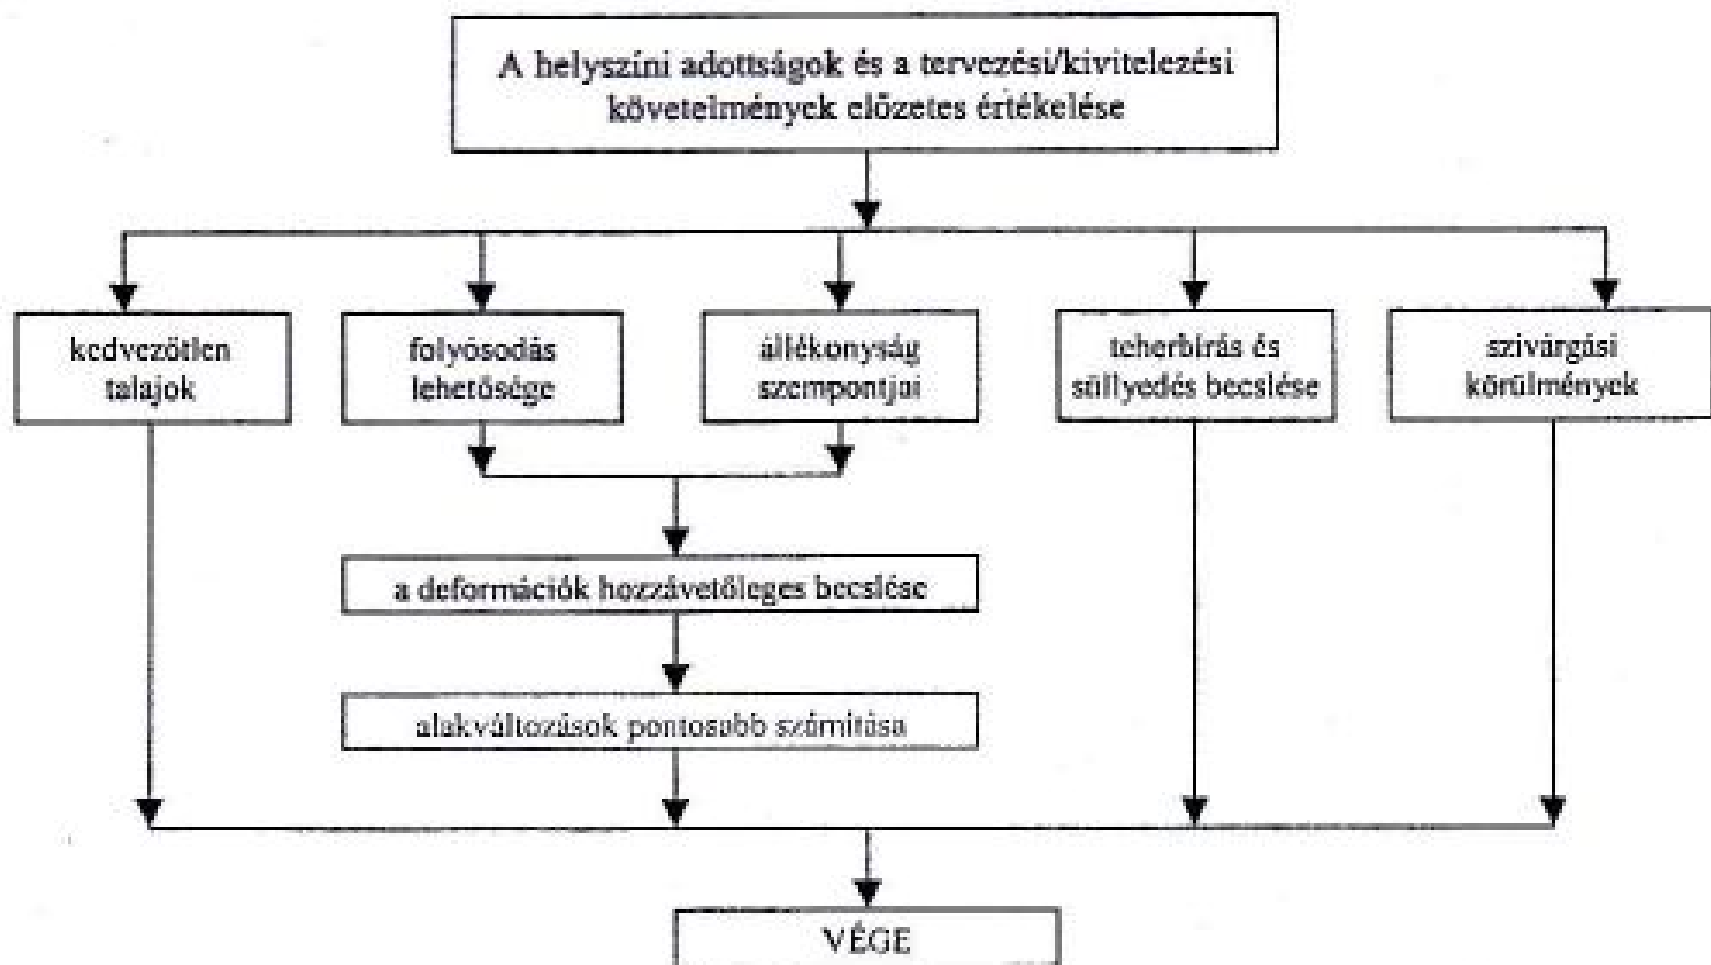 A helyszíni adottságok és a tervezési/kivitelezési
követelmények előzetes értékelése
kedvezőtlen
talajok
folyósodás
lehetősége
állékonyság
szempontjai
teherbírás és
süllyedés becslése
szivárgási
körülmények
a deformációk hozzávetőleges becslése
alakváltozások pontosabb számítása
VÉGE